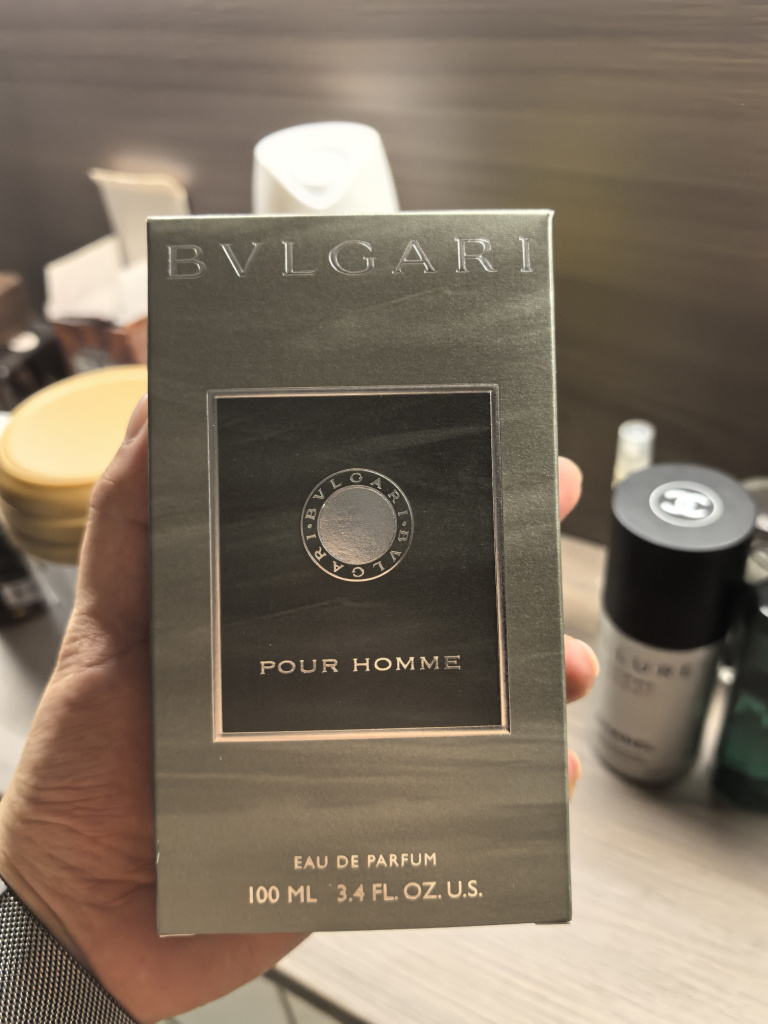 BVLGARI
BVLGARI • BVLGARI •
POUR HOMME
EAU DE PARFUM
100 ML 3.4 FL. OZ. U.S.